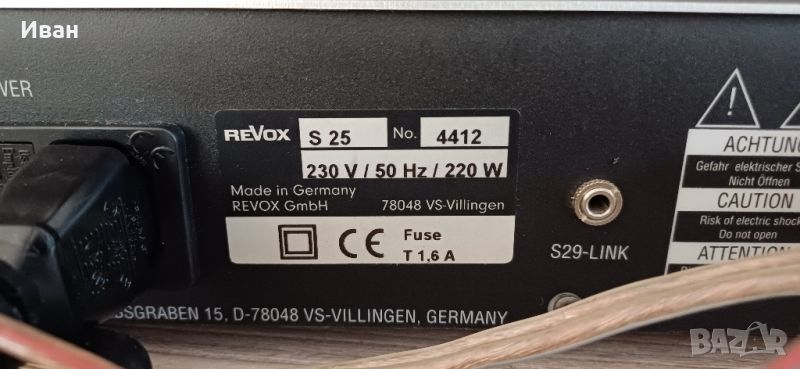 Иван
WER
REVOX S 25 No. 4412
230 V / 50 Hz / 220 W
Made in Germany
REVOX GmbH 78048 VS-Villingen
CE Fuse
T 1,6 A
S29-LINK
ACHTUNG
Gefahr elektrischer S
Nicht Öffnen
CAUTION
Risk of electric shock
Do not open
ATTENTION
SSGRABEN 15, D-78048 VS-VILLINGEN, GERMANY
BAZAR